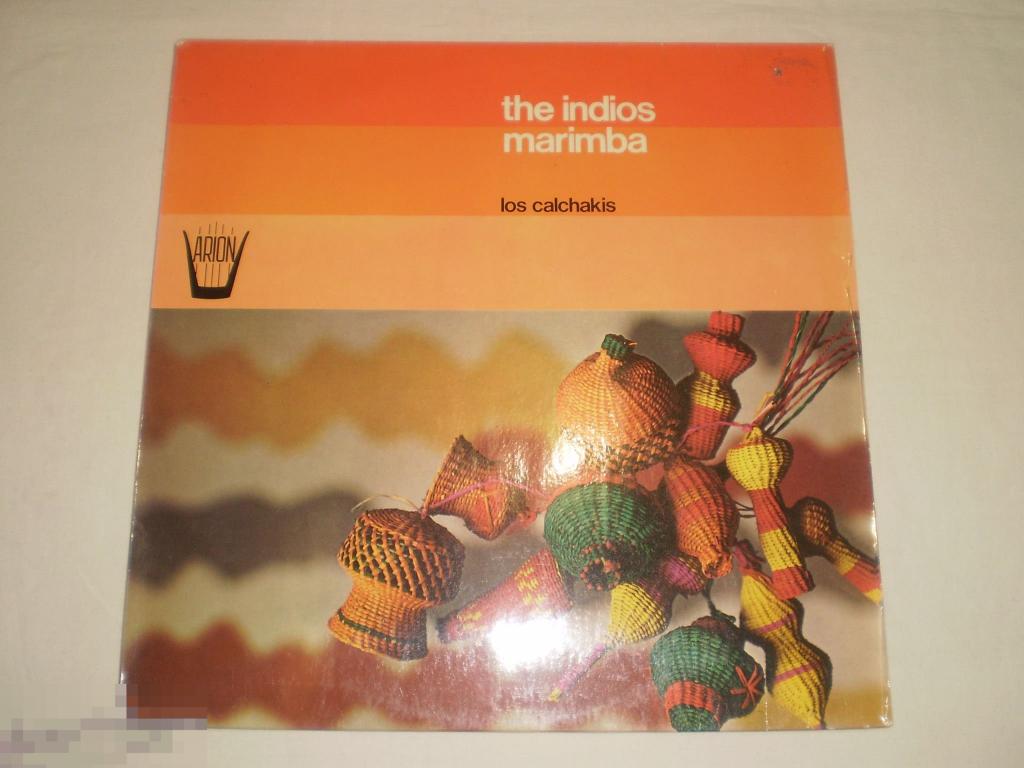 the indios
marimba
los calchakis
ARION